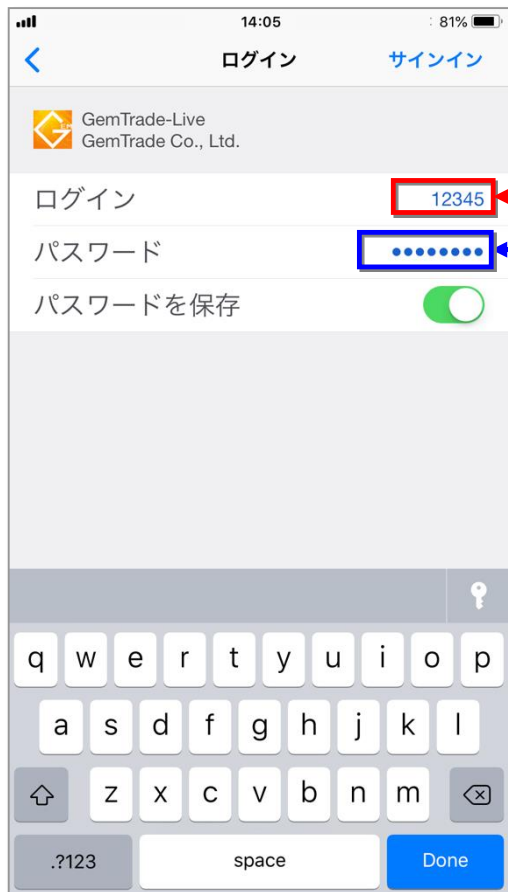 14:05
81%
ログイン
サインイン
GemTrade-Live
GemTrade Co., Ltd.
ログイン
12345
パスワード
●●●●●●●●
パスワードを保存
q w e r t y u i o p
a s d f g h j k l
z x c v b n m
.?123
space
Done